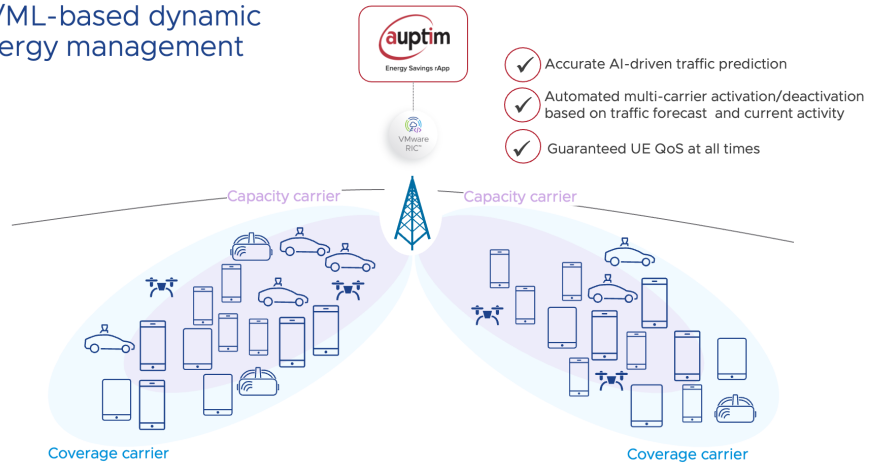 /ML-based dynamic
ergy management
auptim
Energy Savings rApp
VMware
RIC™
Accurate AI-driven traffic prediction
Automated multi-carrier activation/deactivation
based on traffic forecast and current activity
Guaranteed UE QoS at all times
Capacity carrier
Capacity carrier
Coverage carrier
Coverage carrier